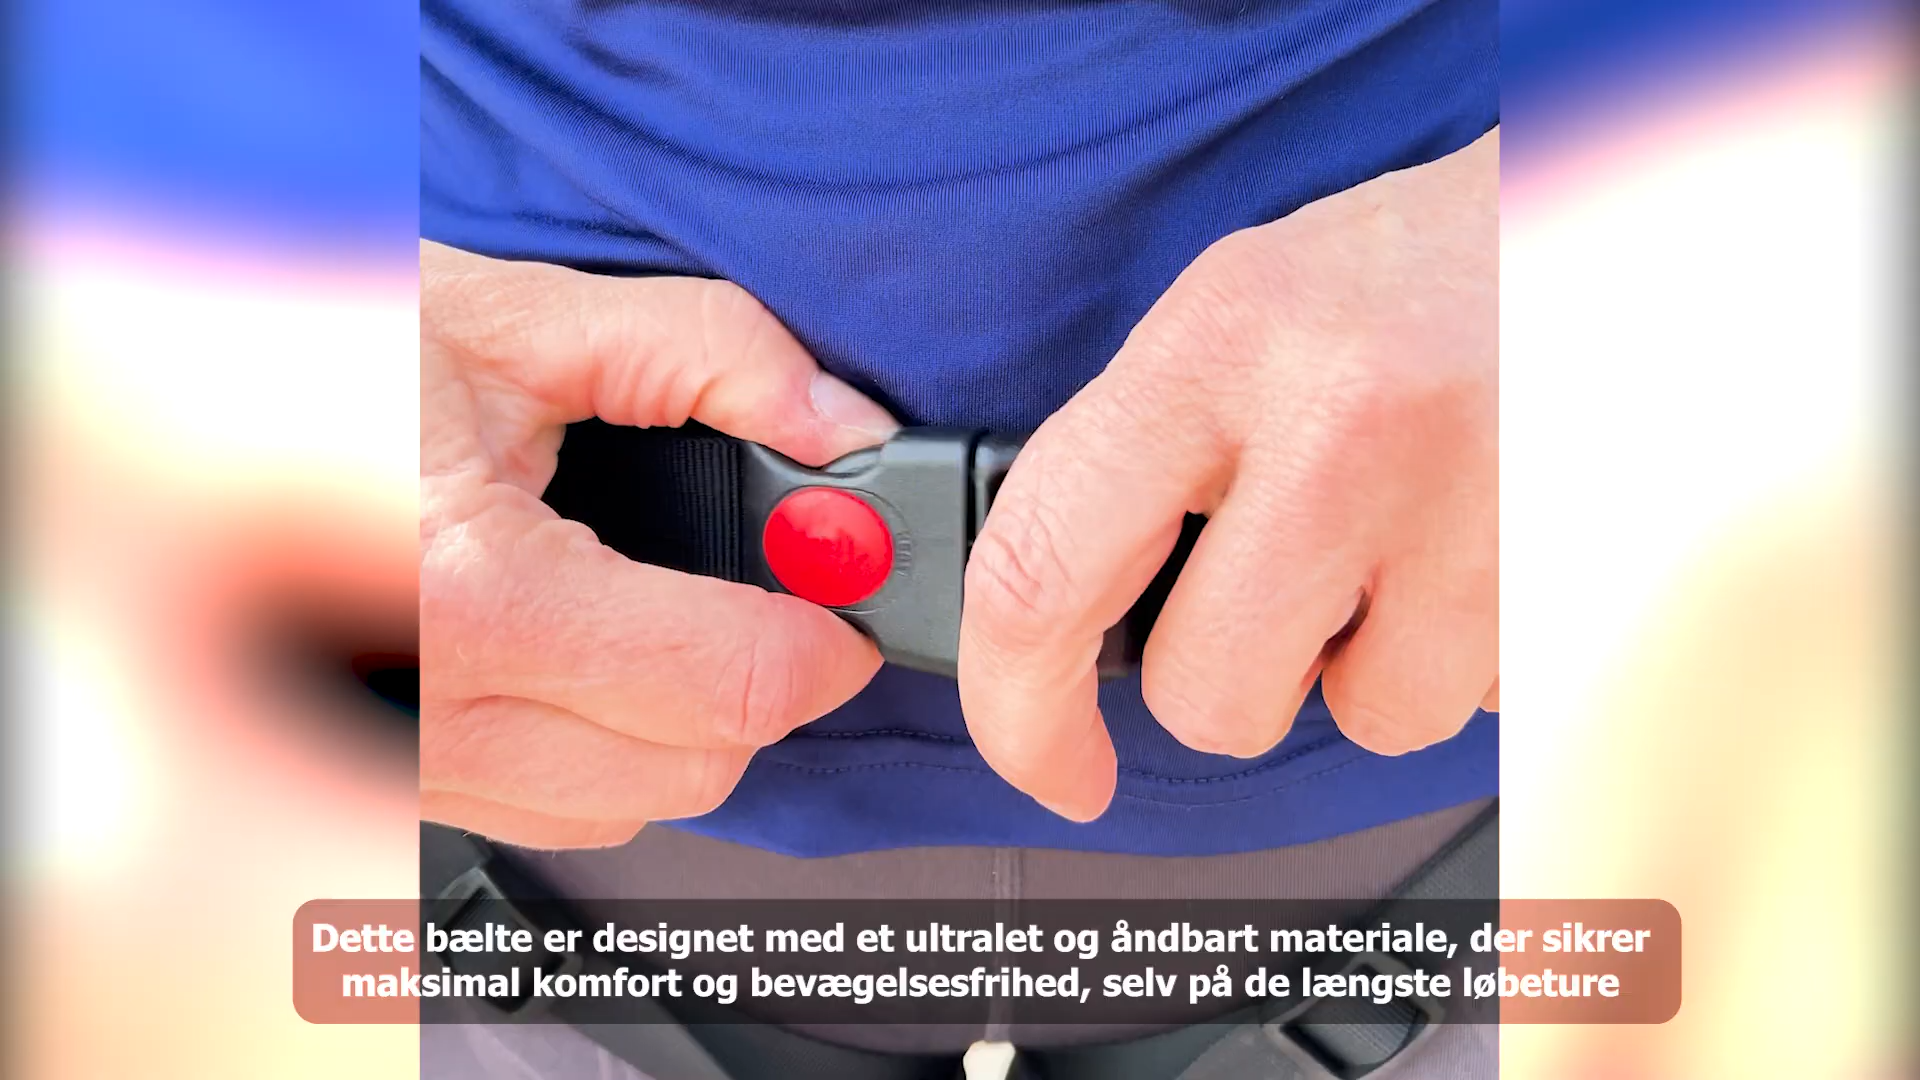 Dette bælte er designet med et ultralet og åndbart materiale, der sikrer
maksimal komfort og bevægelsesfrihed, selv på de længste løbeture